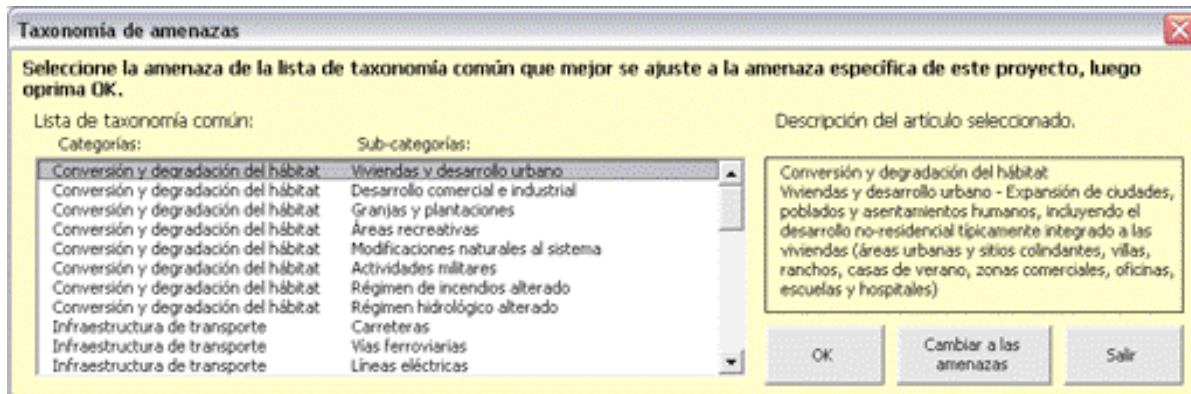 Taxonomía de amenazas
Seleccione la amenaza de la lista de taxonomía común que mejor se ajuste a la amenaza específica de este proyecto, luego
oprima OK.
Lista de taxonomía común:
Descripción del artículo seleccionado.
Categorías: Sub-categorías:
Conversión y degradación del hábitat Viviendas y desarrollo urbano
Conversión y degradación del hábitat Desarrollo comercial e industrial
Conversión y degradación del hábitat Granjas y plantaciones
Conversión y degradación del hábitat Áreas recreativas
Conversión y degradación del hábitat Modificaciones naturales al sistema
Conversión y degradación del hábitat Actividades militares
Conversión y degradación del hábitat Régimen de incendios alterado
Conversión y degradación del hábitat Régimen hidrológico alterado
Infraestructura de transporte Carreteras
Infraestructura de transporte Vías ferroviarias
Infraestructura de transporte Líneas eléctricas
Conversión y degradación del hábitat
Viviendas y desarrollo urbano - Expansión de ciudades,
poblados y asentamientos humanos, incluyendo el
desarrollo no-residencial típicamente integrado a las
viviendas (áreas urbanas y sitios colindantes, villas,
ranchos, casas de verano, zonas comerciales, oficinas,
escuelas y hospitales)
OK
Cambiar a las
amenazas
Salir